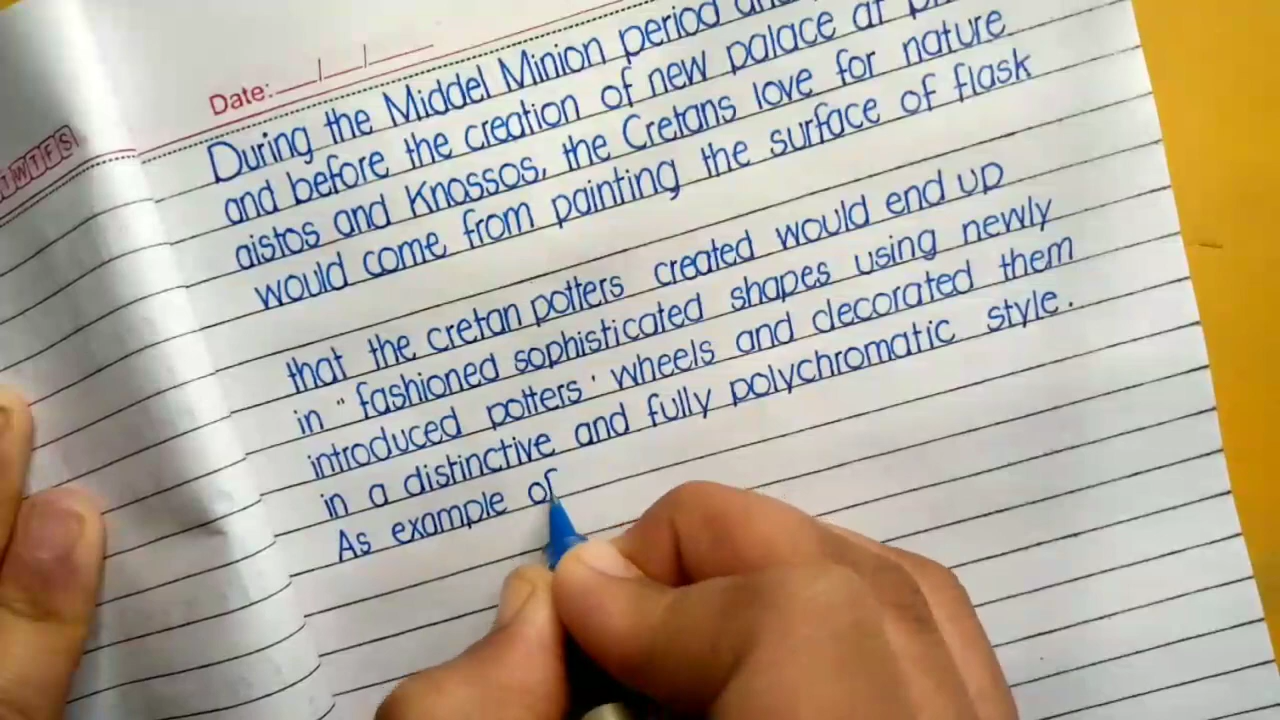 Date:
TWTFS
During the Middel Minion period
and before the creation of new palace at
aistos and Knossos, the Cretans love for nature
would come from painting the surface of flask
that the cretan potters created would end up
in " fashioned sophisticated shapes using newly
introduced potters' wheels and decorated them
in a distinctive and fully polychromatic style.
As example of